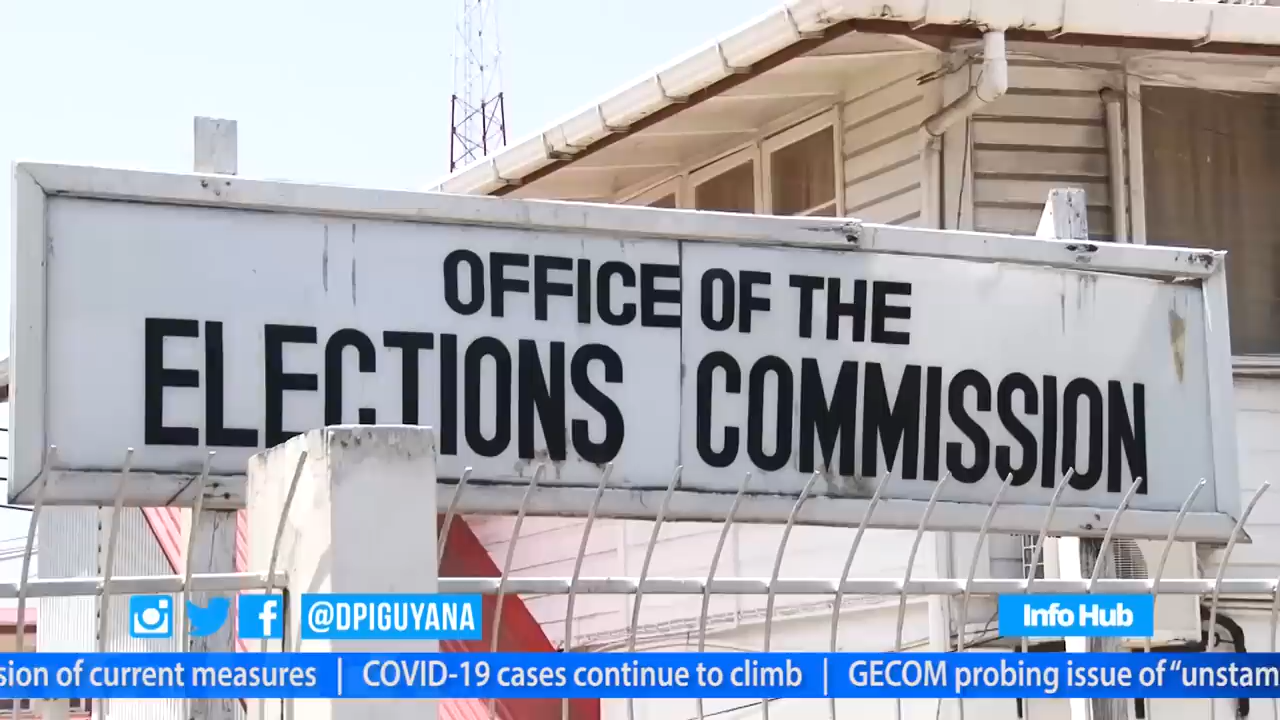 OFFICE OF THE
ELECTIONS COMMISSION
@DPIGUYANA
Info Hub
of current measures | COVID-19 cases continue to climb | GECOM probing issue of